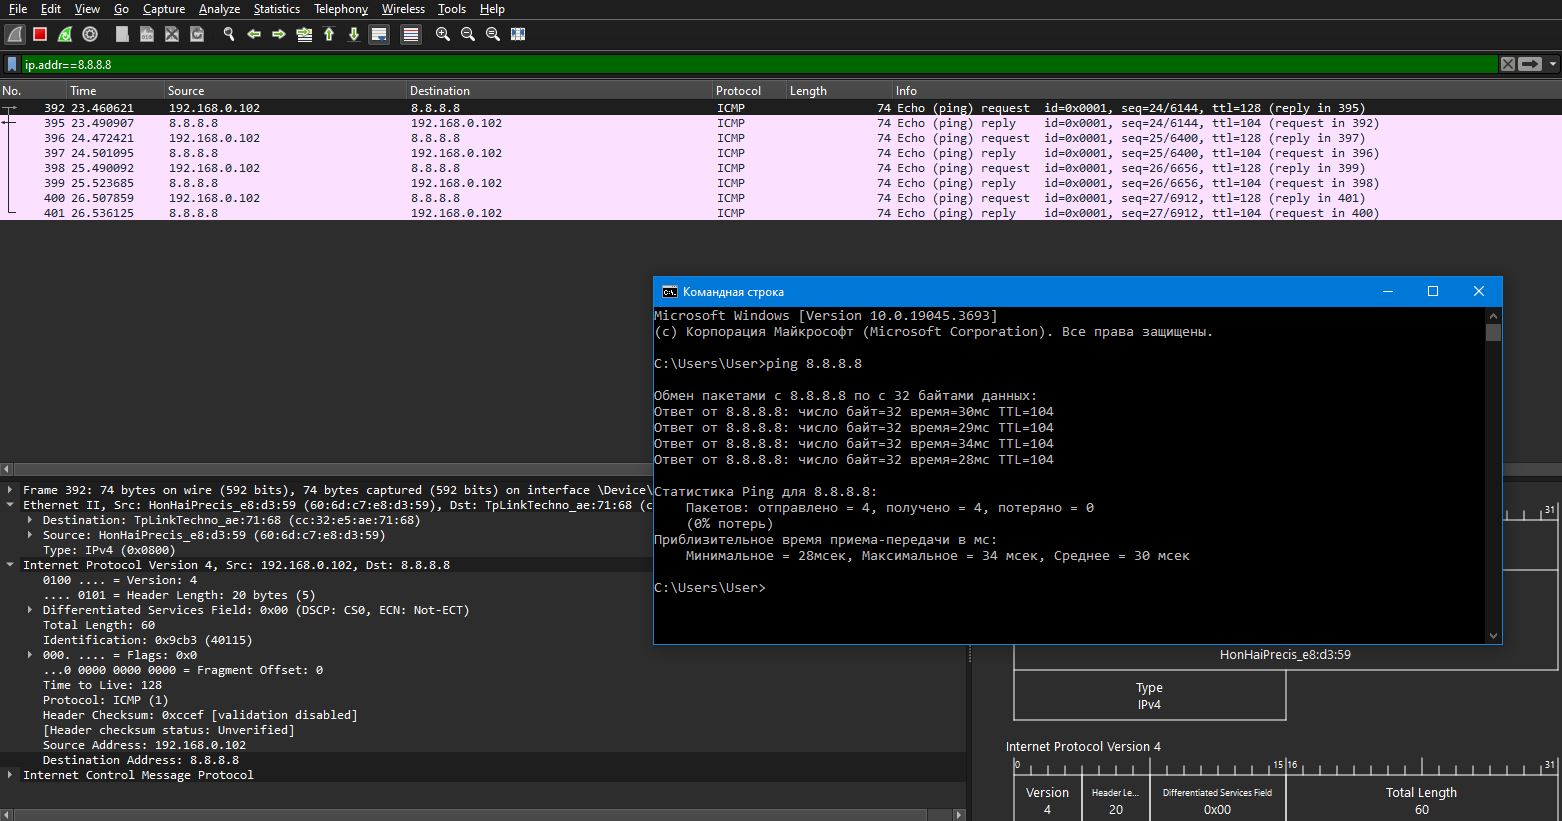 File Edit View Go Capture Analyze Statistics Telephony Wireless Tools Help
ip.addr==8.8.8.8
No. Time Source Destination Protocol Length Info
392 23.460621 192.168.0.102 8.8.8.8 ICMP 74 Echo (ping) request id=0x0001, seq=24/6144, ttl=128 (reply in 395)
395 23.490907 8.8.8.8 192.168.0.102 ICMP 74 Echo (ping) reply id=0x0001, seq=24/6144, ttl=104 (request in 392)
396 24.472421 192.168.0.102 8.8.8.8 ICMP 74 Echo (ping) request id=0x0001, seq=25/6400, ttl=128 (reply in 397)
397 24.501095 8.8.8.8 192.168.0.102 ICMP 74 Echo (ping) reply id=0x0001, seq=25/6400, ttl=104 (request in 396)
398 25.490092 192.168.0.102 8.8.8.8 ICMP 74 Echo (ping) request id=0x0001, seq=26/6656, ttl=128 (reply in 399)
399 25.523685 8.8.8.8 192.168.0.102 ICMP 74 Echo (ping) reply id=0x0001, seq=26/6656, ttl=104 (request in 398)
400 26.507859 192.168.0.102 8.8.8.8 ICMP 74 Echo (ping) request id=0x0001, seq=27/6912, ttl=128 (reply in 401)
401 26.536125 8.8.8.8 192.168.0.102 ICMP 74 Echo (ping) reply id=0x0001, seq=27/6912, ttl=104 (request in 400)
Командная строка
Microsoft Windows [Version 10.0.19045.3693]
(c) Корпорация Майкрософт (Microsoft Corporation). Все права защищены.
C:\Users\User>ping 8.8.8.8
Обмен пакетами с 8.8.8.8 по с 32 байтами данных:
Ответ от 8.8.8.8: число байт=32 время=30мс TTL=104
Ответ от 8.8.8.8: число байт=32 время=29мс TTL=104
Ответ от 8.8.8.8: число байт=32 время=34мс TTL=104
Ответ от 8.8.8.8: число байт=32 время=28мс TTL=104
Статистика Ping для 8.8.8.8:
Пакетов: отправлено = 4, получено = 4, потеряно = 0
(0% потерь)
Приблизительное время приема-передачи в мс:
Минимальное = 28мсек, Максимальное = 34 мсек, Среднее = 30 мсек
C:\Users\User>
Frame 392: 74 bytes on wire (592 bits), 74 bytes captured (592 bits) on interface \Device\
Ethernet II, Src: HonHaiPrecis_e8:d3:59 (60:6d:c7:e8:d3:59), Dst: TpLinkTechno_ae:71:68 (c
Destination: TpLinkTechno_ae:71:68 (cc:32:e5:ae:71:68)
Source: HonHaiPrecis_e8:d3:59 (60:6d:c7:e8:d3:59)
Type: IPv4 (0x0800)
Internet Protocol Version 4, Src: 192.168.0.102, Dst: 8.8.8.8
0100 .... = Version: 4
.... 0101 = Header Length: 20 bytes (5)
Differentiated Services Field: 0x00 (DSCP: CS0, ECN: Not-ECT)
Total Length: 60
Identification: 0x9cb3 (40115)
000. .... = Flags: 0x0
...0 0000 0000 0000 = Fragment Offset: 0
Time to Live: 128
Protocol: ICMP (1)
Header Checksum: 0xccef [validation disabled]
[Header checksum status: Unverified]
Source Address: 192.168.0.102
Destination Address: 8.8.8.8
Internet Control Message Protocol
31
HonHaiPrecis_e8:d3:59
Type
IPv4
Internet Protocol Version 4
0 15 16 31
Version Header Le... Differentiated Services Field Total Length
4 20 0x00 60